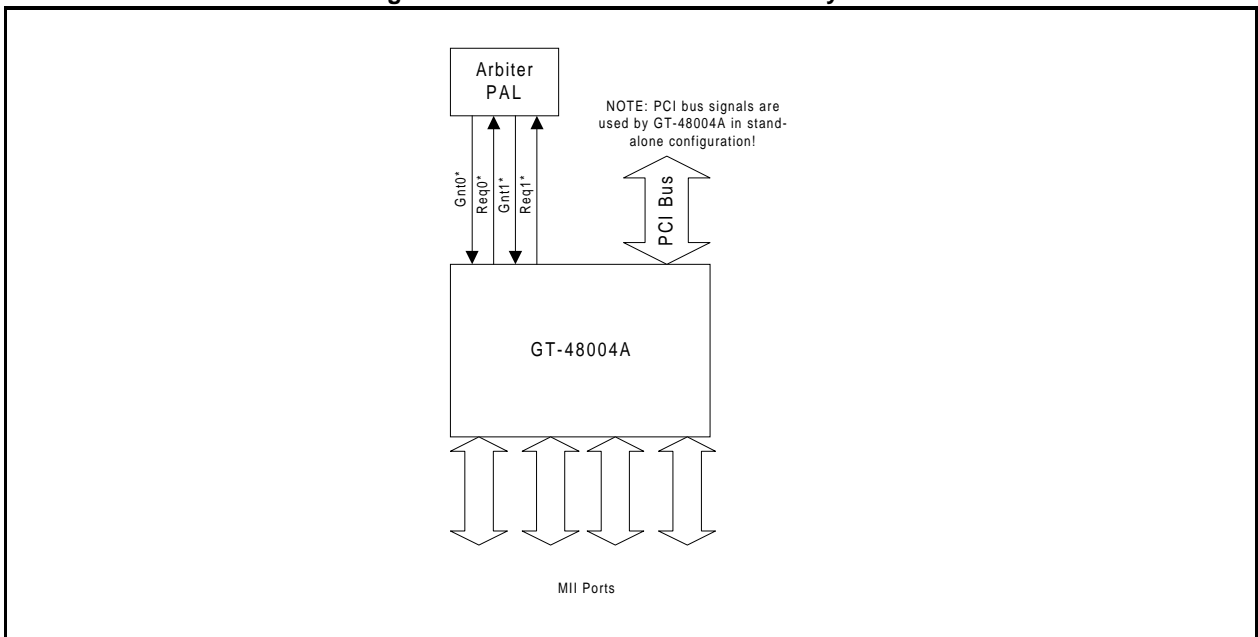 Arbiter
PAL
NOTE: PCI bus signals are
used by GT-48004A in stand-
alone configuration!
Gnt0*
Req0*
Gnt1*
Req1*
PCI Bus
GT-48004A
MII Ports